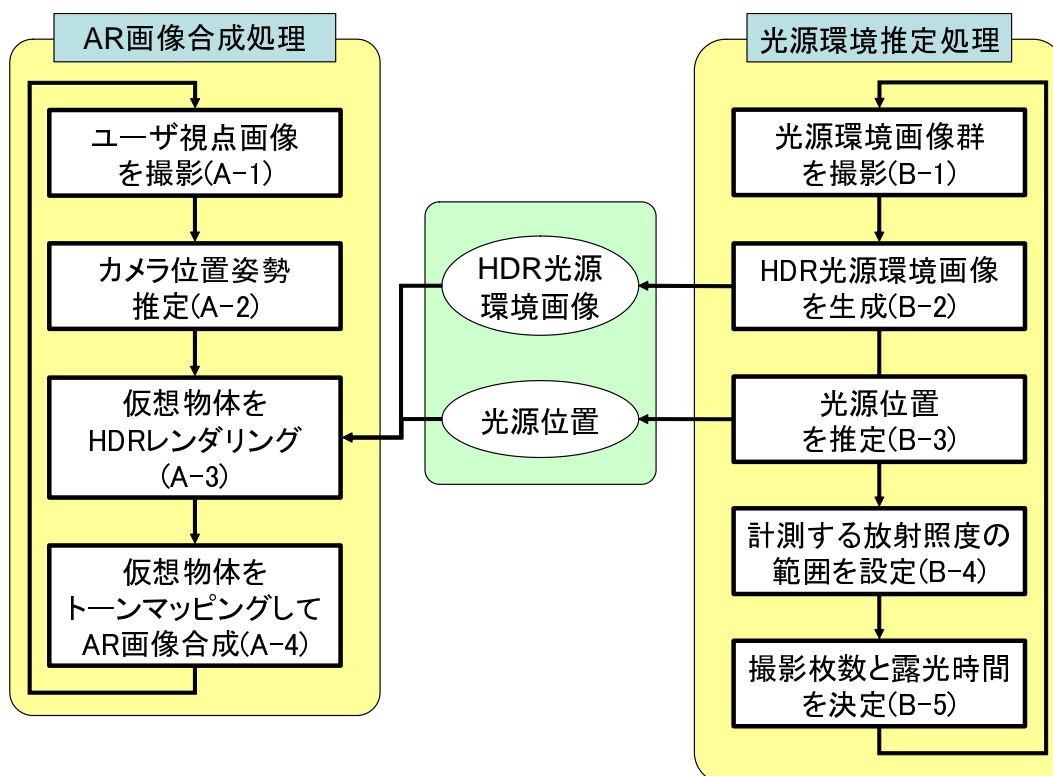 AR画像合成処理
ユーザ視点画像
を撮影(A-1)
カメラ位置姿勢
推定(A-2)
仮想物体を
HDRレンダリング
(A-3)
仮想物体を
トーンマッピングして
AR画像合成(A-4)
HDR光源
環境画像
光源位置
光源環境推定処理
光源環境画像群
を撮影(B-1)
HDR光源環境画像
を生成(B-2)
光源位置
を推定(B-3)
計測する放射照度の
範囲を設定(B-4)
撮影枚数と露光時間
を決定(B-5)